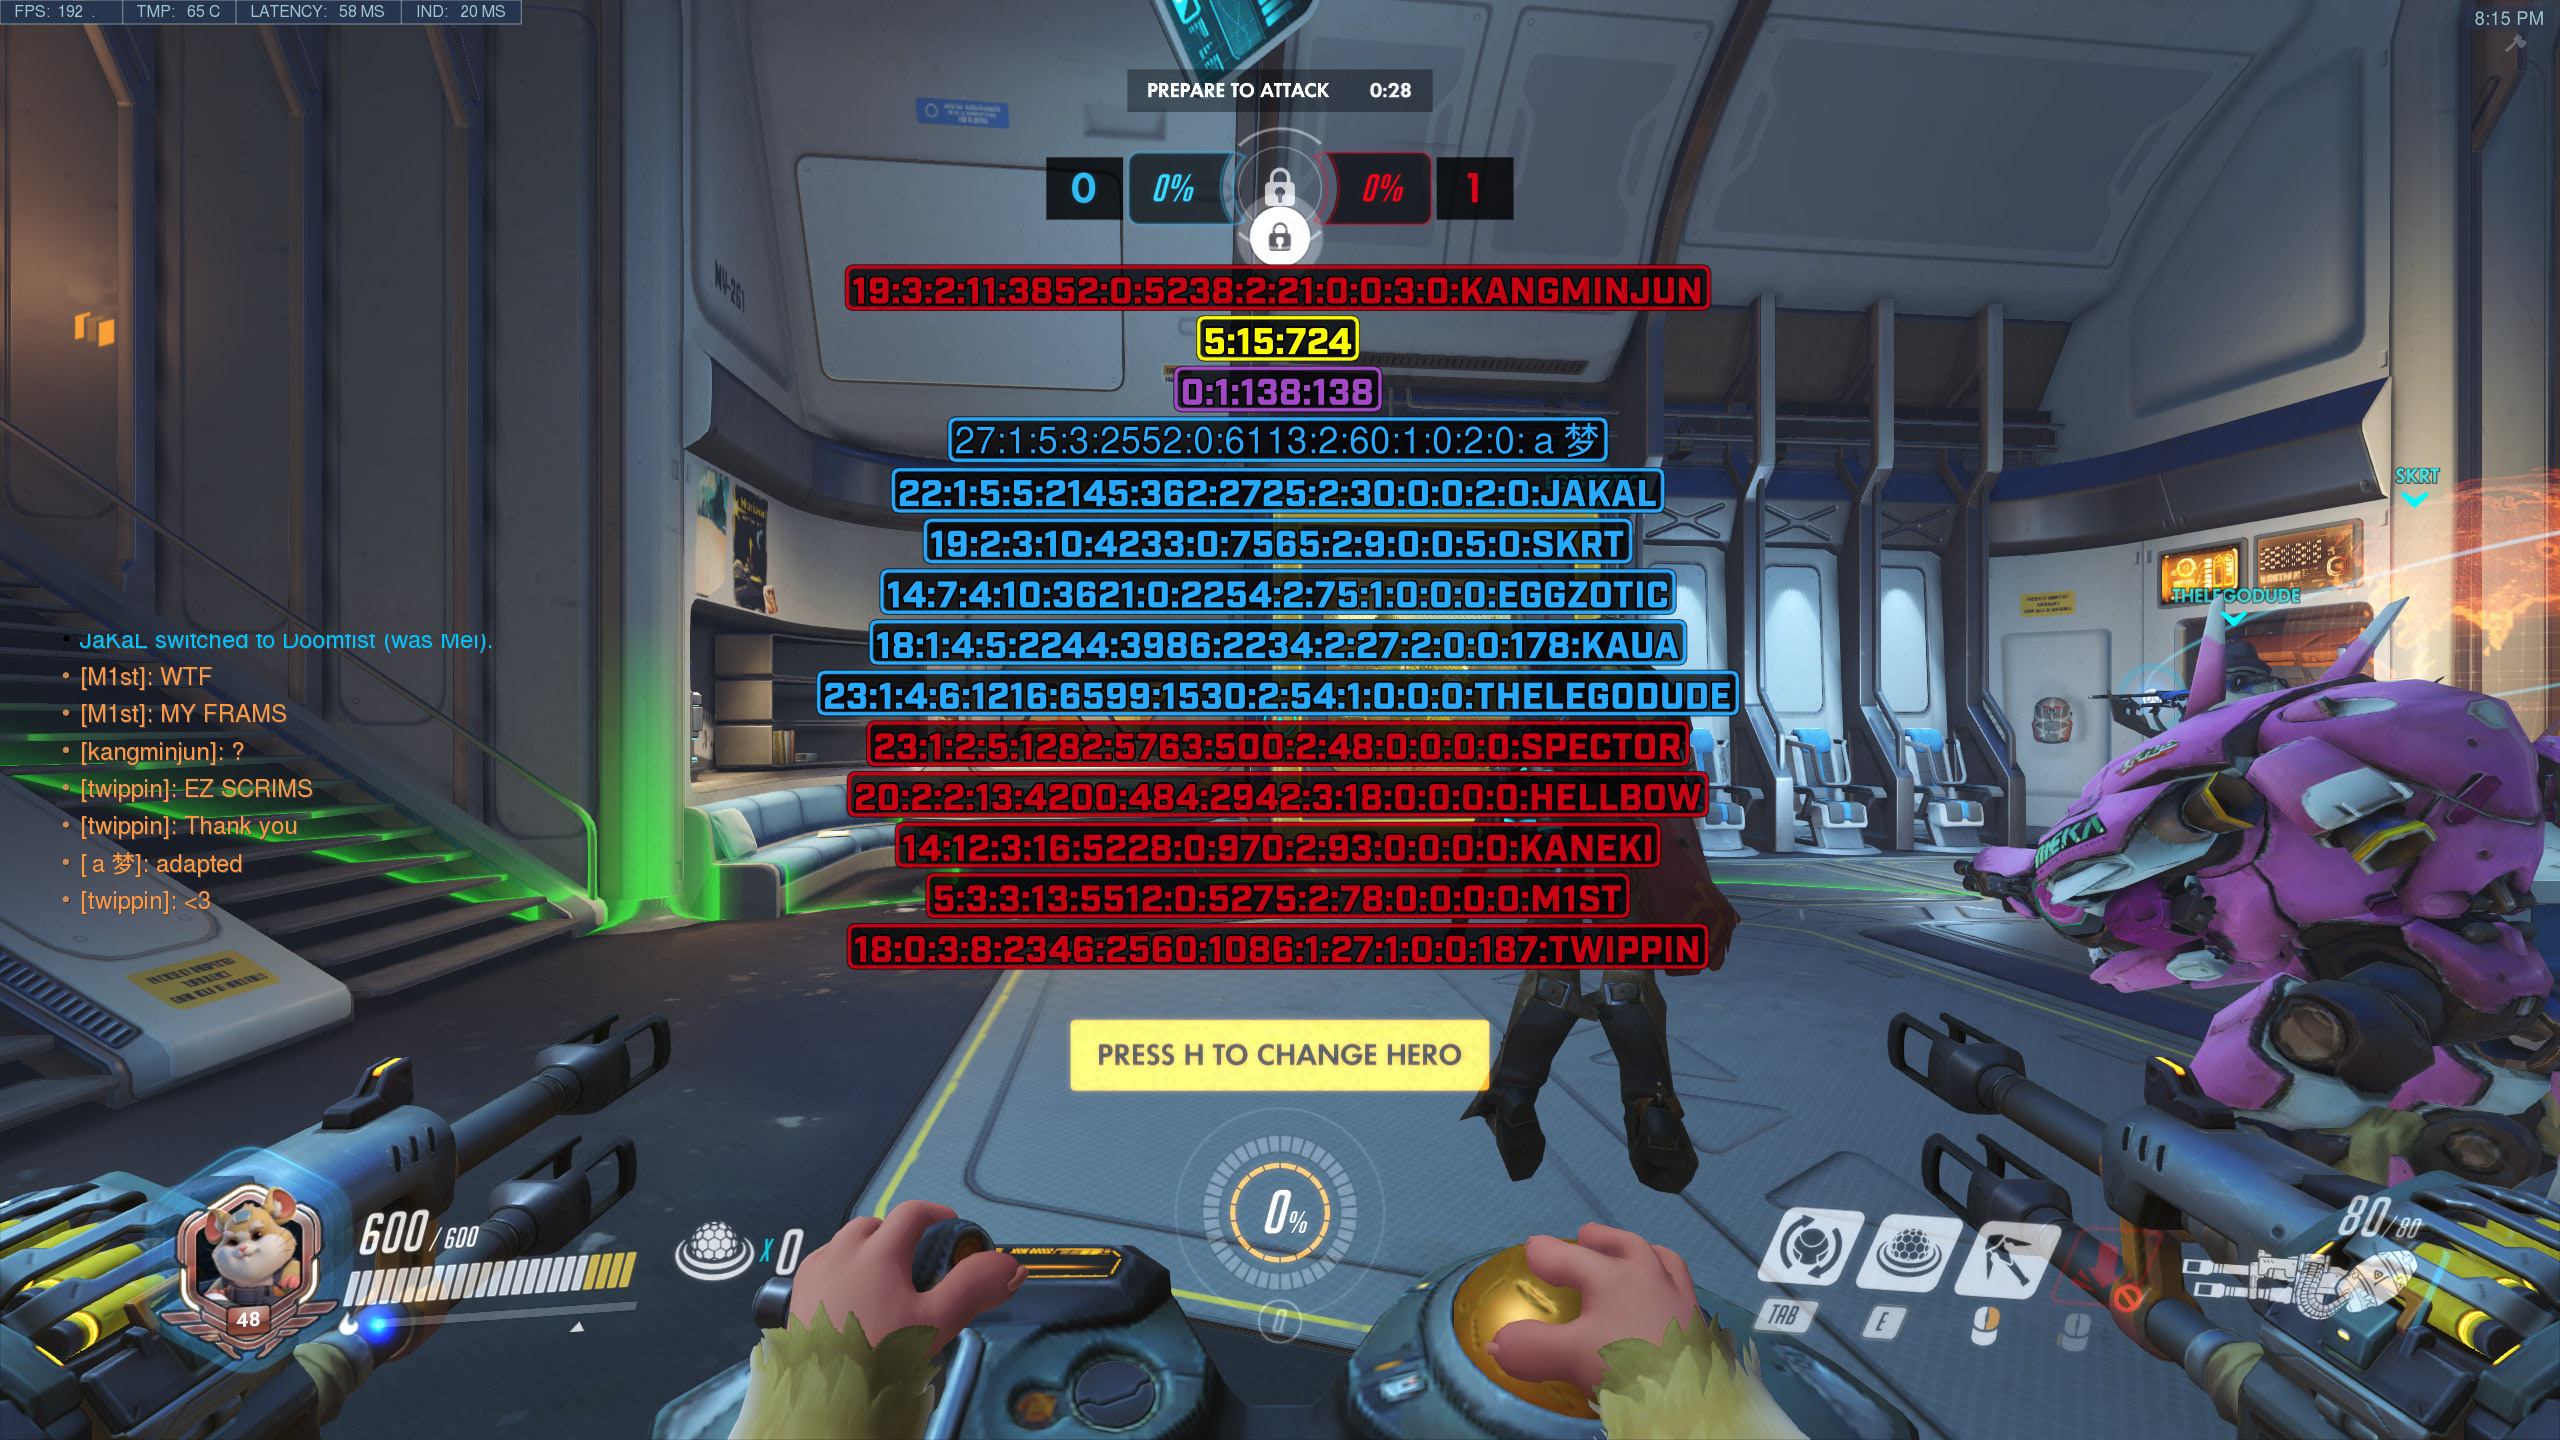 FPS: 192 . TMP: 65 C LATENCY: 58 MS IND: 20 MS
8:15 PM
PREPARE TO ATTACK 0:28
0 0% 0% 1
MV-261
19:3:2:11:3852:0:5238:2:21:0:0:3:0:KANGMINJUN
5:15:724
0:1:138:138
27:1:5:3:2552:0:6113:2:60:1:0:2:0: a 梦
22:1:5:5:2145:362:2725:2:30:0:0:2:0:JAKAL
19:2:3:10:4233:0:7565:2:9:0:0:5:0:SKRT
14:7:4:10:3621:0:2254:2:75:1:0:0:0:EGGZOTIC
18:1:4:5:2244:3986:2234:2:27:2:0:0:178:KAUA
23:1:4:6:1216:6599:1530:2:54:1:0:0:0:THELEGODUDE
23:1:2:5:1282:5763:500:2:48:0:0:0:0:SPECTOR
20:2:2:13:4200:484:2942:3:18:0:0:0:0:HELLBOW
14:12:3:16:5228:0:970:2:93:0:0:0:0:KANEKI
5:3:3:13:5512:0:5275:2:78:0:0:0:0:M1ST
18:0:3:8:2346:2560:1086:1:27:1:0:0:187:TWIPPIN
SKRT
THELEGODUDE
• JaKaL switched to Doomfist (was Mei).
• [M1st]: WTF
• [M1st]: MY FRAMS
• [kangminjun]: ?
• [twippin]: EZ SCRIMS
• [twippin]: Thank you
• [ a 梦]: adapted
• [twippin]: <3
MEKA
PRESS H TO CHANGE HERO
600 / 600
48
X 0
0%
0
TAB
E
80/80